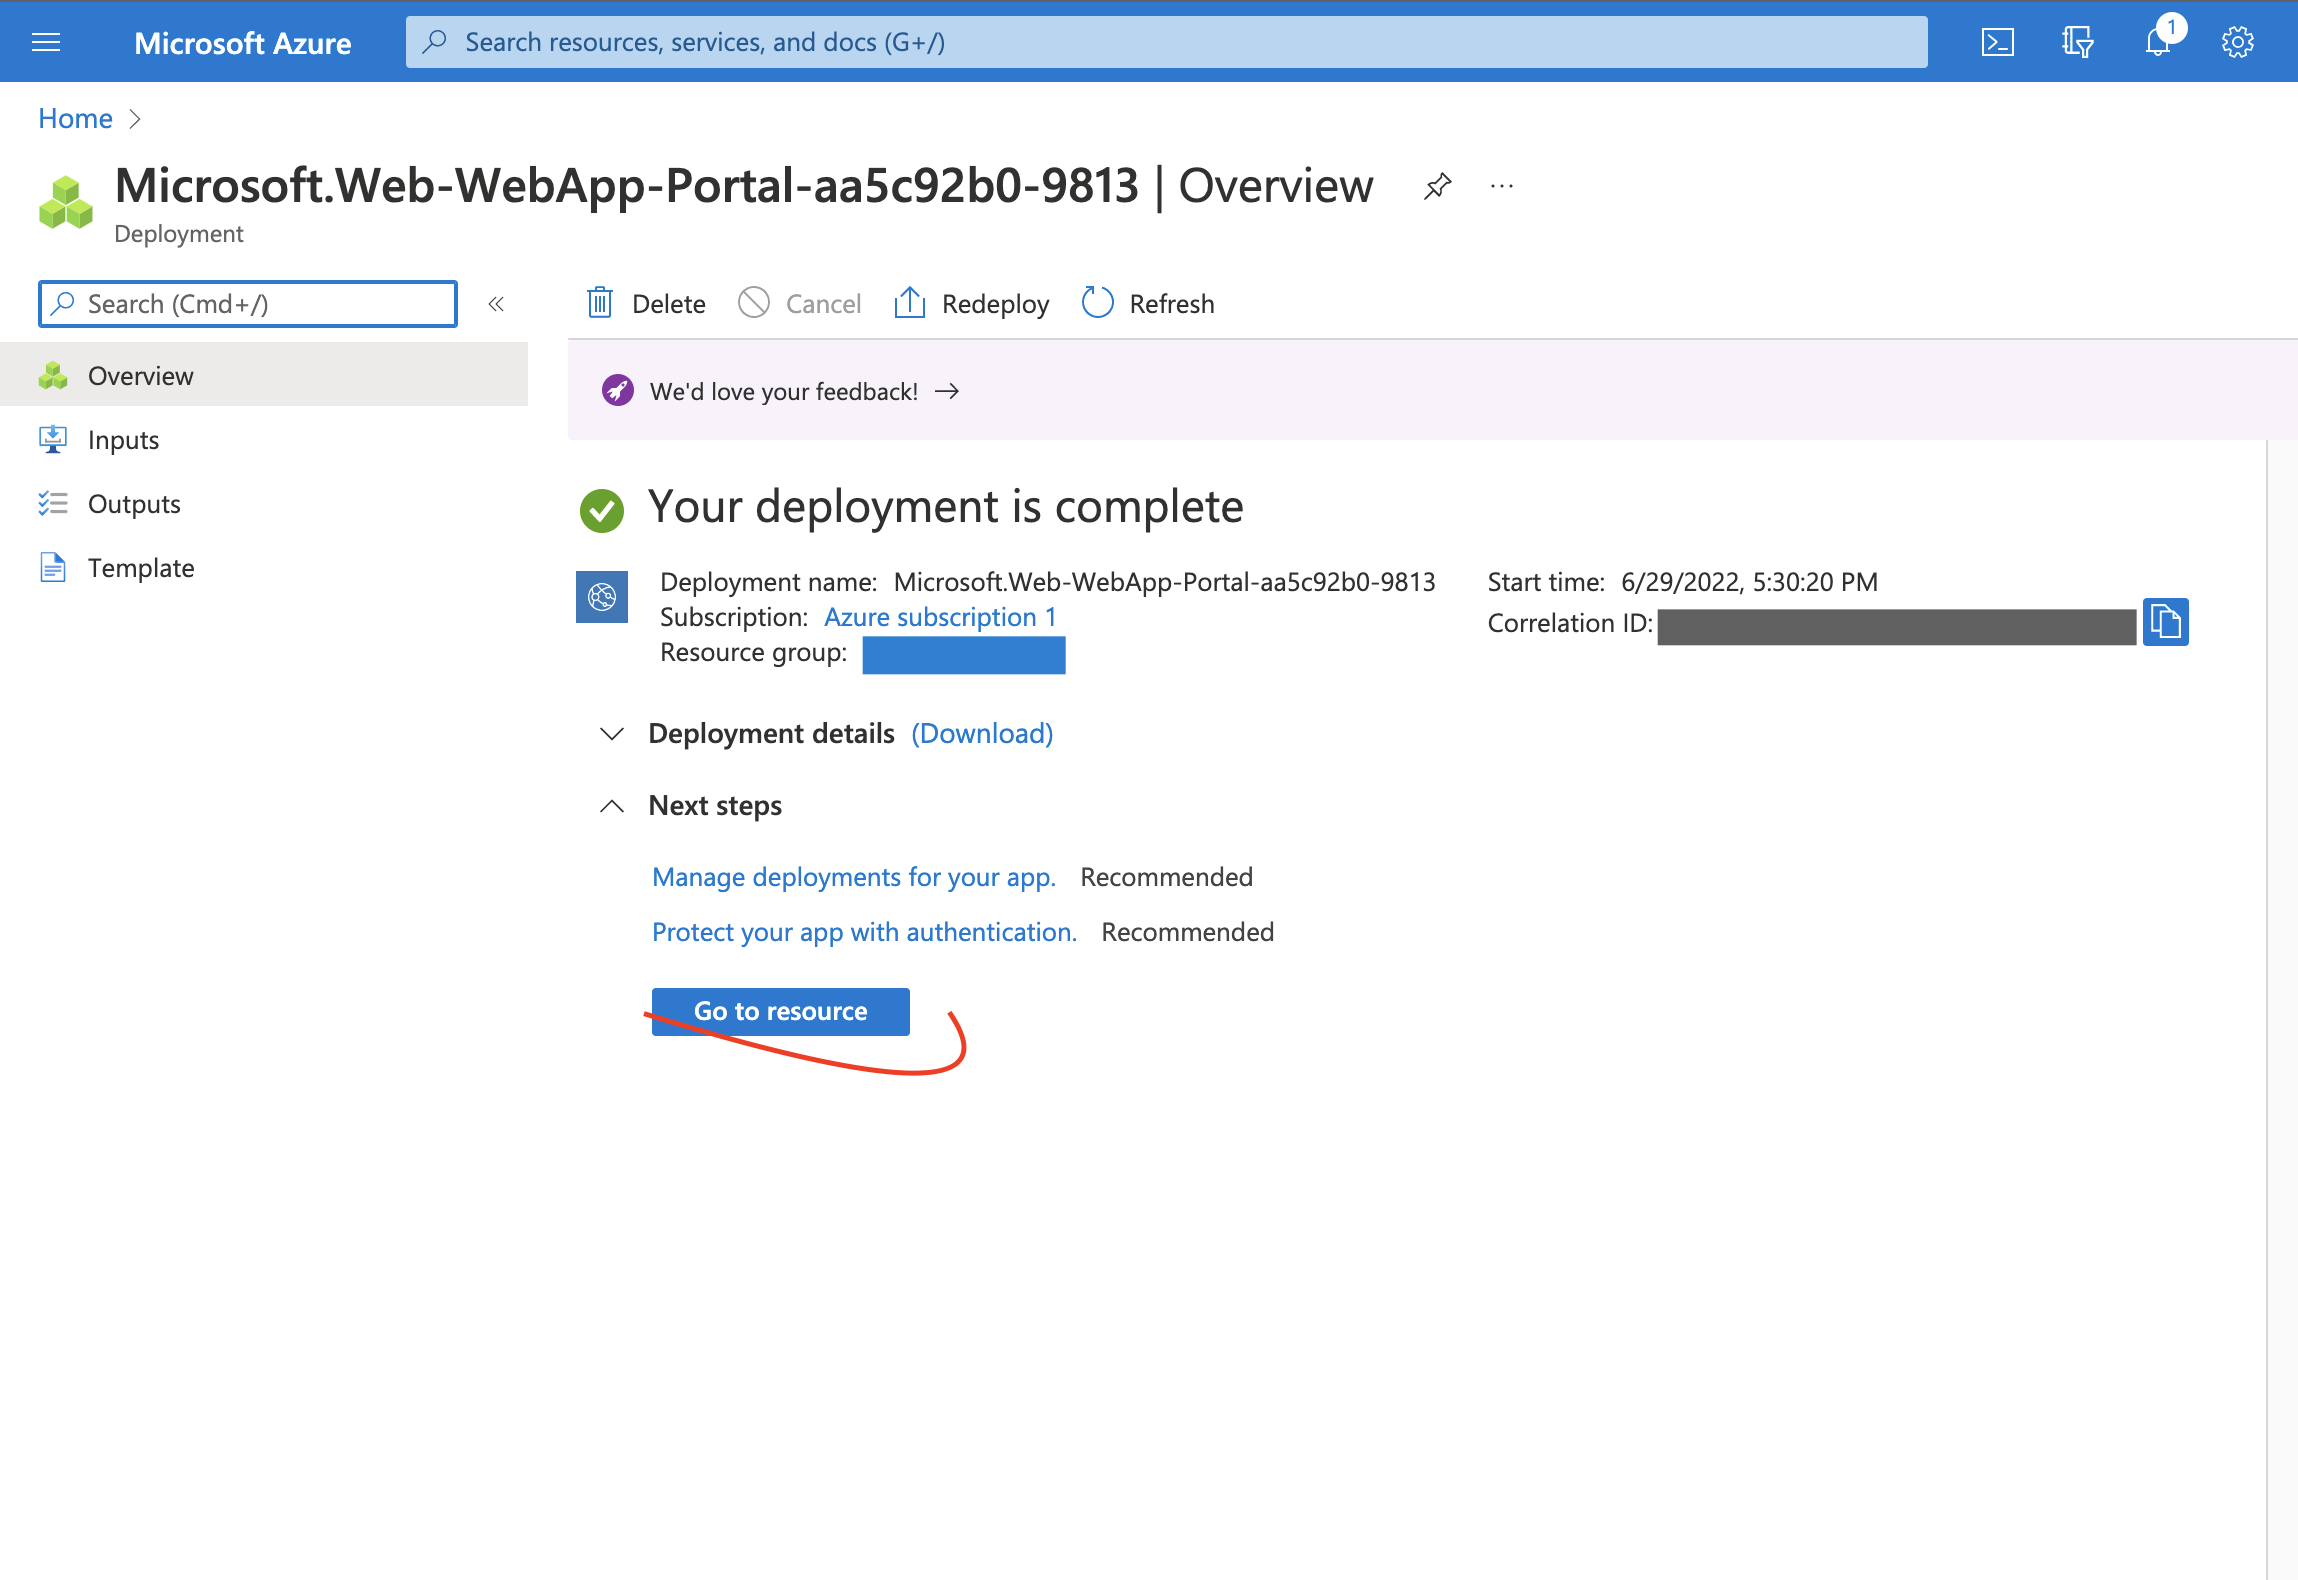 Microsoft Azure
Search resources, services, and docs (G+/)
1
Home
Microsoft.Web-WebApp-Portal-aa5c92b0-9813 | Overview
Deployment
Search (Cmd+/)
Delete
Cancel
Redeploy
Refresh
Overview
Inputs
Outputs
Template
We'd love your feedback!
Your deployment is complete
Deployment name: Microsoft.Web-WebApp-Portal-aa5c92b0-9813
Subscription: Azure subscription 1
Resource group:
Start time: 6/29/2022, 5:30:20 PM
Correlation ID:
Deployment details (Download)
Next steps
Manage deployments for your app. Recommended
Protect your app with authentication. Recommended
Go to resource